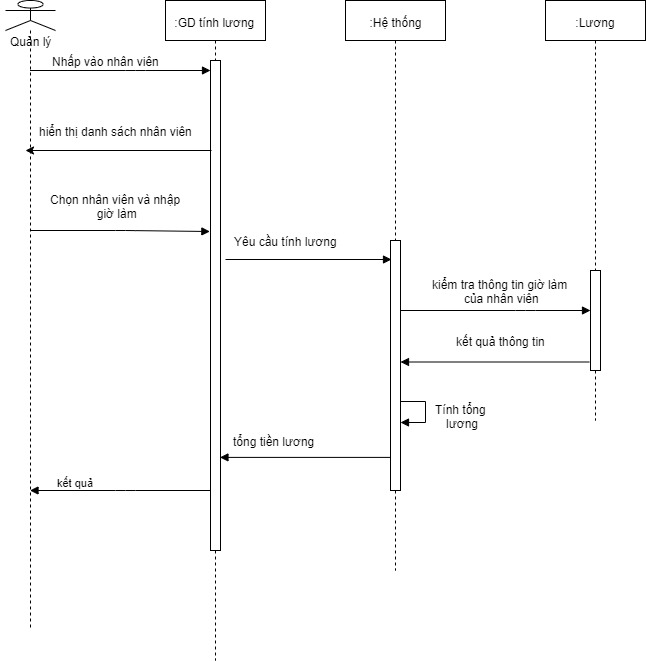 :GD tính lương
:Hệ thống
:Lương
Quản lý
Nhấp vào nhân viên
hiển thị danh sách nhân viên
Chọn nhân viên và nhập
giờ làm
Yêu cầu tính lương
kiểm tra thông tin giờ làm
của nhân viên
kết quả thông tin
Tính tổng
lương
tổng tiền lương
kết quả